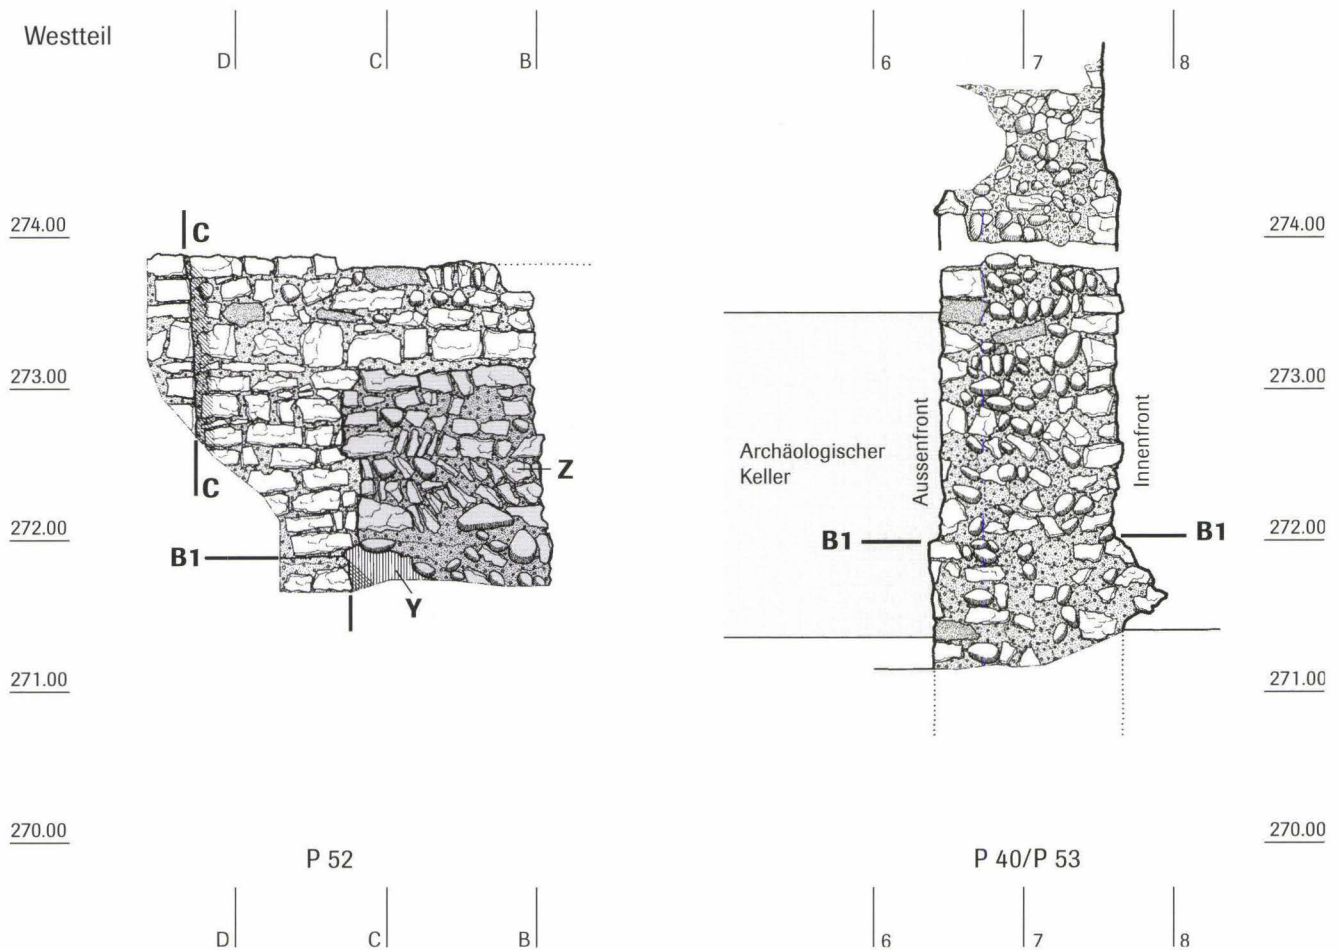 Westteil
D
C
B
6
7
8
274.00
C
274.00
273.00
273.00
Archäologischer
Keller
Aussenfront
Innenfront
Z
C
272.00
272.00
B1
B1
B1
Y
271.00
271.00
270.00
270.00
P 52
P 40/P 53
D
C
B
6
7
8